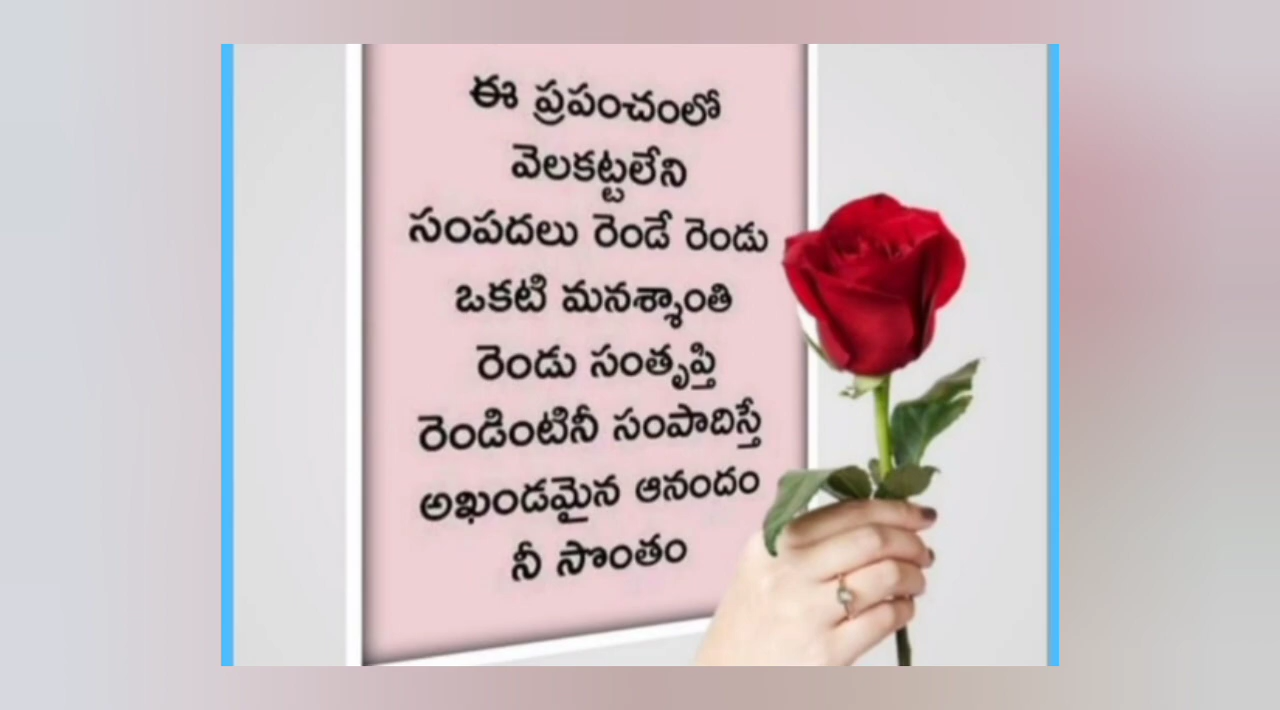 ఈ ప్రపంచంలో
వెలకట్టలేని
సంపదలు రెండే రెండు
ఒకటి మనశ్శాంతి
రెండు సంతృప్తి
రెండింటినీ సంపాదిస్తే
అఖండమైన ఆనందం
నీ సొంతం